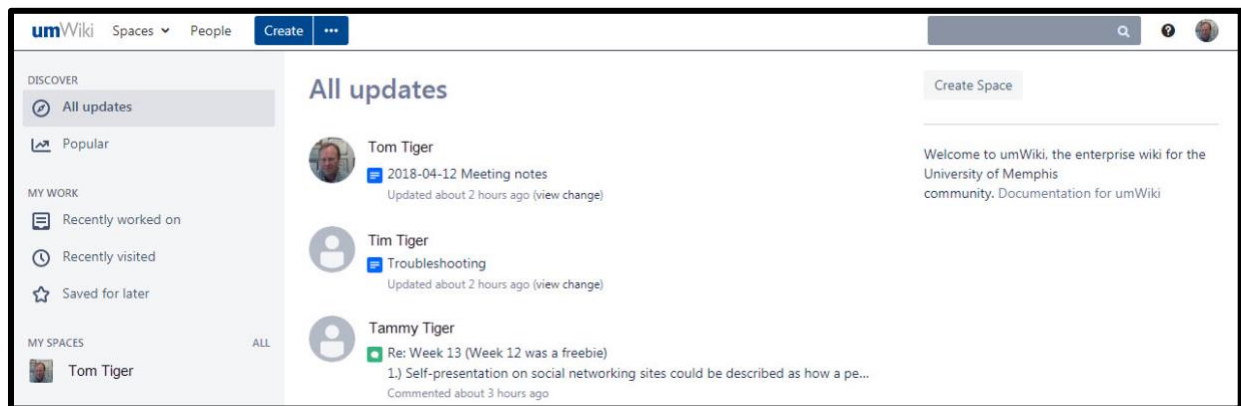 umWiki Spaces People Create ...
DISCOVER
All updates
Popular
MY WORK
Recently worked on
Recently visited
Saved for later
MY SPACES ALL
Tom Tiger
All updates
Tom Tiger
2018-04-12 Meeting notes
Updated about 2 hours ago (view change)
Tim Tiger
Troubleshooting
Updated about 2 hours ago (view change)
Tammy Tiger
Re: Week 13 (Week 12 was a freebie)
1.) Self-presentation on social networking sites could be described as how a pe...
Commented about 3 hours ago
Create Space
Welcome to umWiki, the enterprise wiki for the
University of Memphis
community. Documentation for umWiki